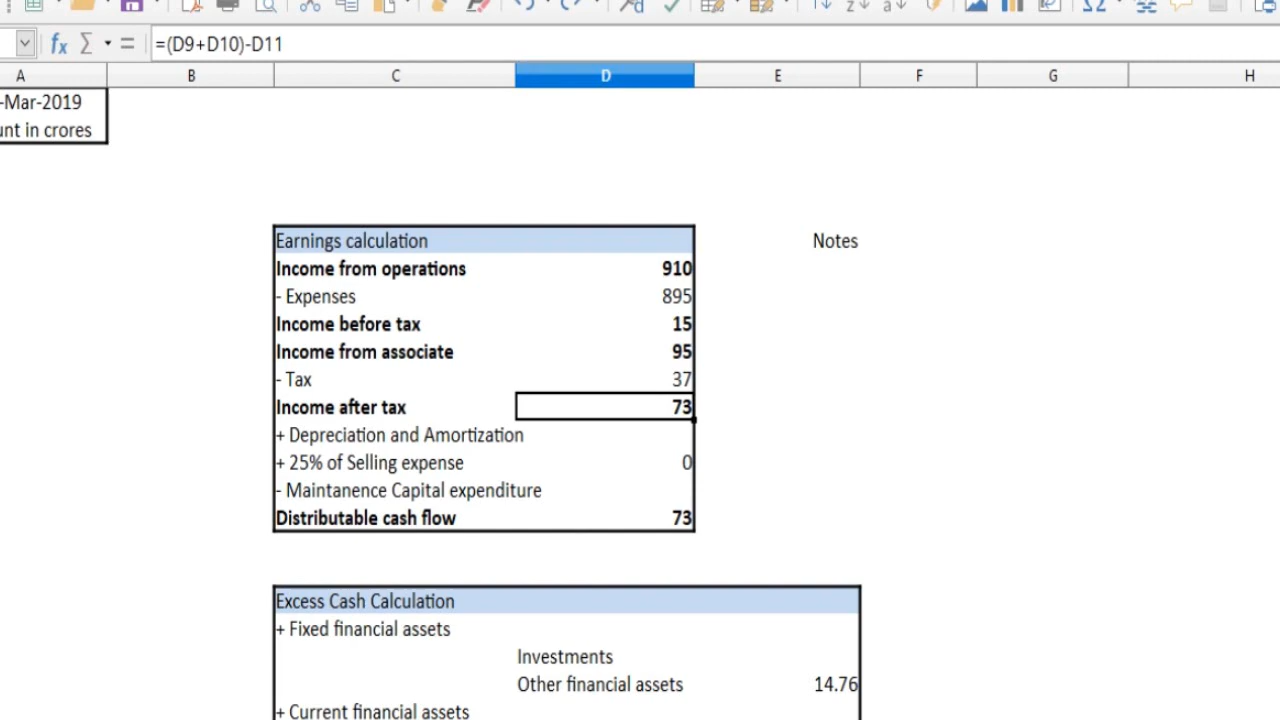 =(D9+D10)-D11
A B C D E F G H
-Mar-2019
unt in crores
Earnings calculation Notes
Income from operations 910
- Expenses 895
Income before tax 15
Income from associate 95
- Tax 37
Income after tax 73
+ Depreciation and Amortization
+ 25% of Selling expense 0
- Maintanence Capital expenditure
Distributable cash flow 73
Excess Cash Calculation
+ Fixed financial assets
Investments
Other financial assets 14.76
+ Current financial assets